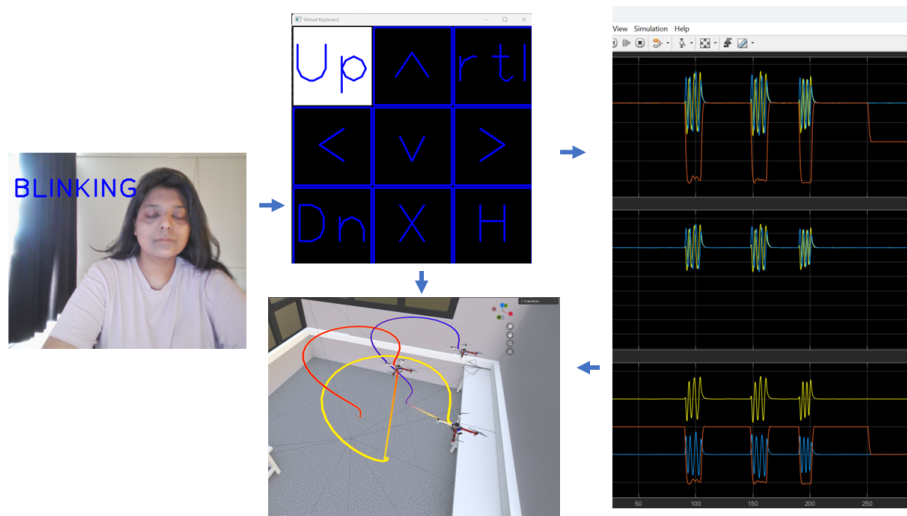 BLINKING
Virtual Keyboard
Up ^ rtl
< v >
Dn X H
View Simulation Help
50 100 150 200 250